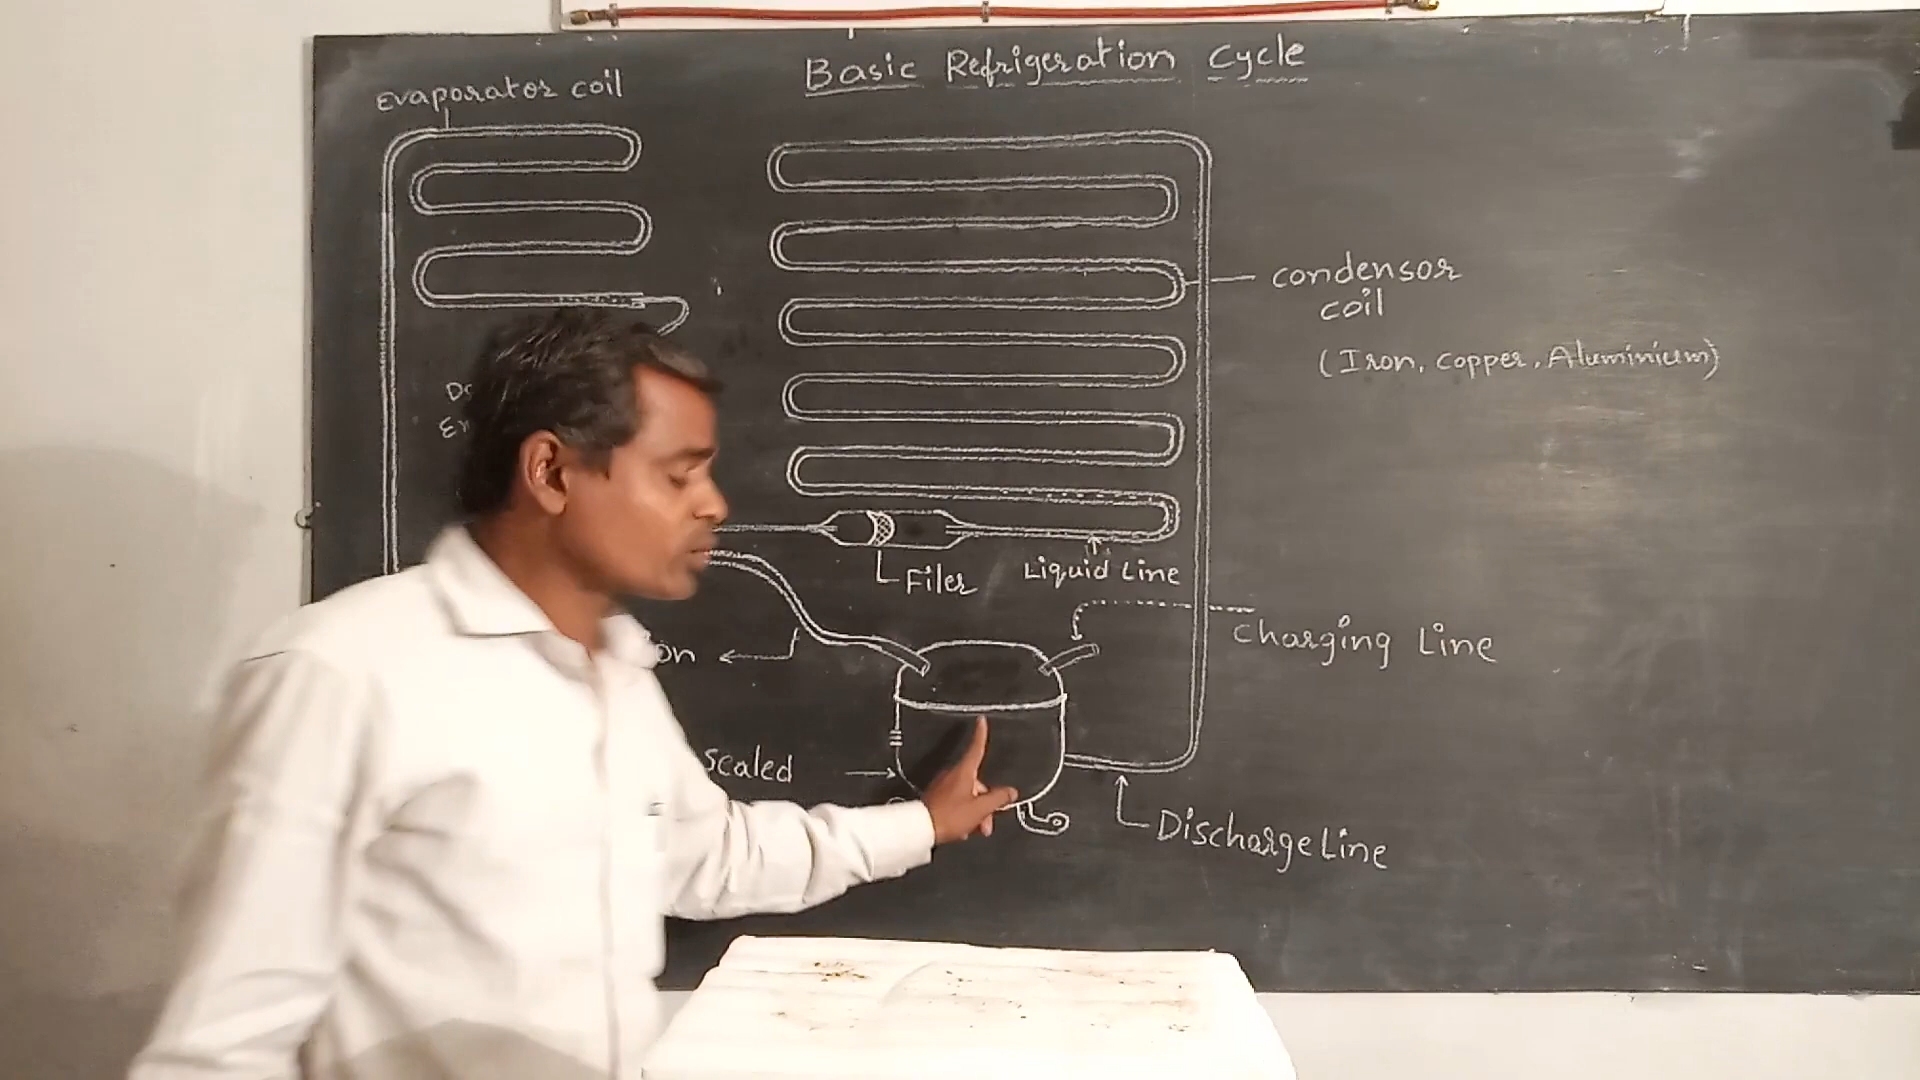 Basic Refrigeration Cycle
Evaporator coil
condensor
coil
(Iron, copper, Aluminium)
Filer
Liquid Line
charging Line
sealed
Discharge Line